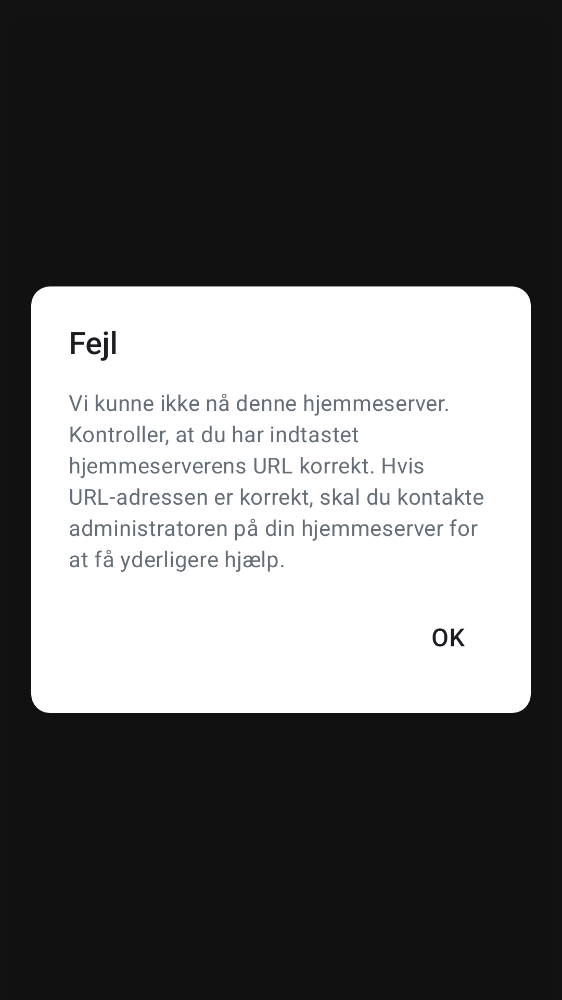 Fejl
Vi kunne ikke nå denne hjemmeserver.
Kontroller, at du har indtastet
hjemmeserverens URL korrekt. Hvis
URL-adressen er korrekt, skal du kontakte
administratoren på din hjemmeserver for
at få yderligere hjælp.
OK